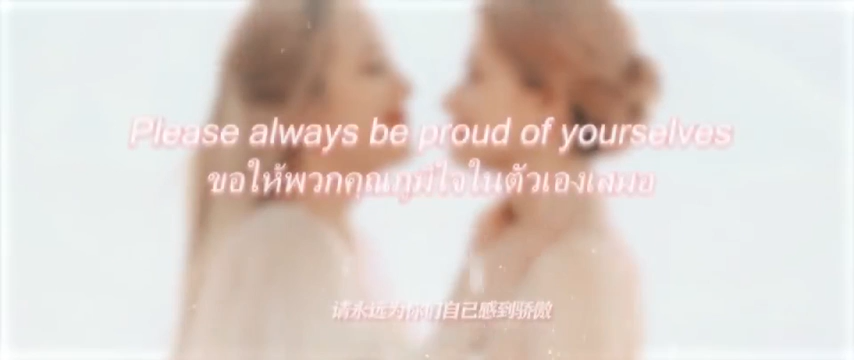 Please always be proud of yourselves
ขอให้พวกคุณภูมิใจในตัวเองเสมอ
请永远为你们自己感到骄傲